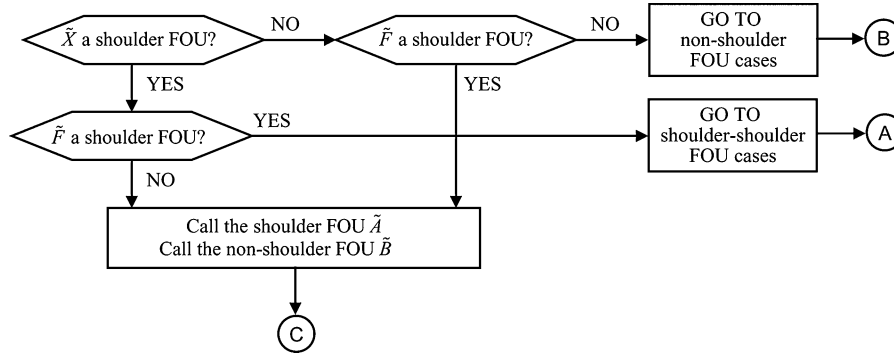 X̃ a shoulder FOU?
NO
F̃ a shoulder FOU?
NO
GO TO
non-shoulder
FOU cases
B
YES
YES
F̃ a shoulder FOU?
YES
GO TO
shoulder-shoulder
FOU cases
A
NO
Call the shoulder FOU Ã
Call the non-shoulder FOU B̃
C